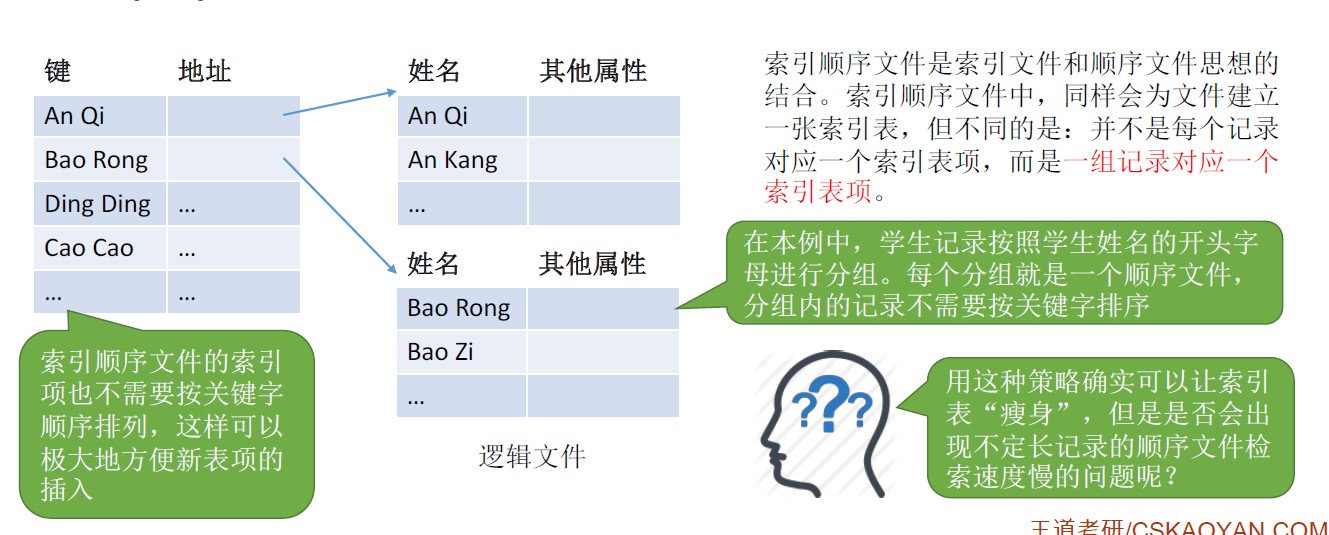 键 地址
An Qi
Bao Rong
Ding Ding ...
Cao Cao ...
... ...
姓名 其他属性
An Qi
An Kang
...
姓名 其他属性
Bao Rong
Bao Zi
...
逻辑文件
索引顺序文件是索引文件和顺序文件思想的
结合。索引顺序文件中，同样会为文件建立
一张索引表，但不同的是：并不是每个记录
对应一个索引表项，而是一组记录对应一个
索引表项。
在本例中，学生记录按照学生姓名的开头字
母进行分组。每个分组就是一个顺序文件，
分组内的记录不需要按关键字排序
索引顺序文件的索引
项也不需要按关键字
顺序排列，这样可以
极大地方便新表项的
插入
???
用这种策略确实可以让索引
表“瘦身”，但是是否会出
现不定长记录的顺序文件检
索速度慢的问题呢？
王道考研/CSKAOYAN.COM